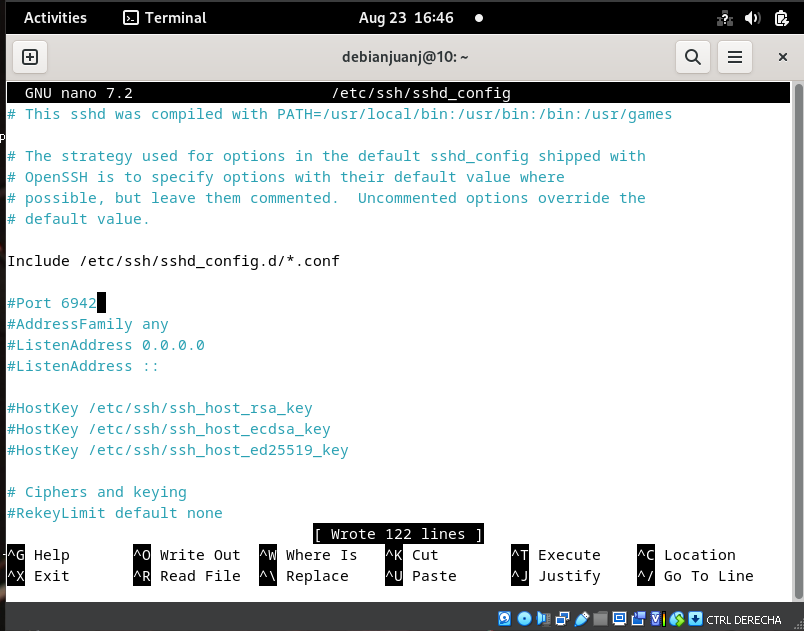 Activities Terminal Aug 23 16:46
debianjuanj@10: ~
GNU nano 7.2 /etc/ssh/sshd_config
# This sshd was compiled with PATH=/usr/local/bin:/usr/bin:/bin:/usr/games
# The strategy used for options in the default sshd_config shipped with
# OpenSSH is to specify options with their default value where
# possible, but leave them commented.  Uncommented options override the
# default value.
Include /etc/ssh/sshd_config.d/*.conf
#Port 6942
#AddressFamily any
#ListenAddress 0.0.0.0
#ListenAddress ::
#HostKey /etc/ssh/ssh_host_rsa_key
#HostKey /etc/ssh/ssh_host_ecdsa_key
#HostKey /etc/ssh/ssh_host_ed25519_key
# Ciphers and keying
#RekeyLimit default none
[ Wrote 122 lines ]
^G Help ^O Write Out ^W Where Is ^K Cut ^T Execute ^C Location
^X Exit ^R Read File ^\ Replace ^U Paste ^J Justify ^/ Go To Line
CTRL DERECHA